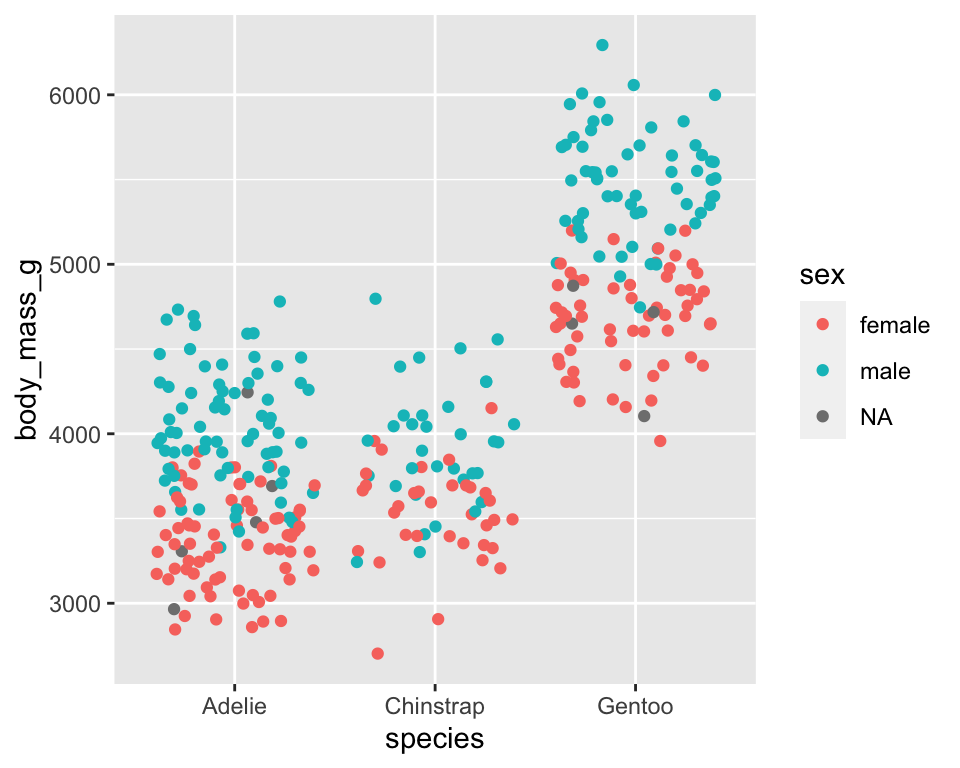 body_mass_g
6000
5000
4000
3000
Adelie Chinstrap Gentoo
species
sex
female
male
NA